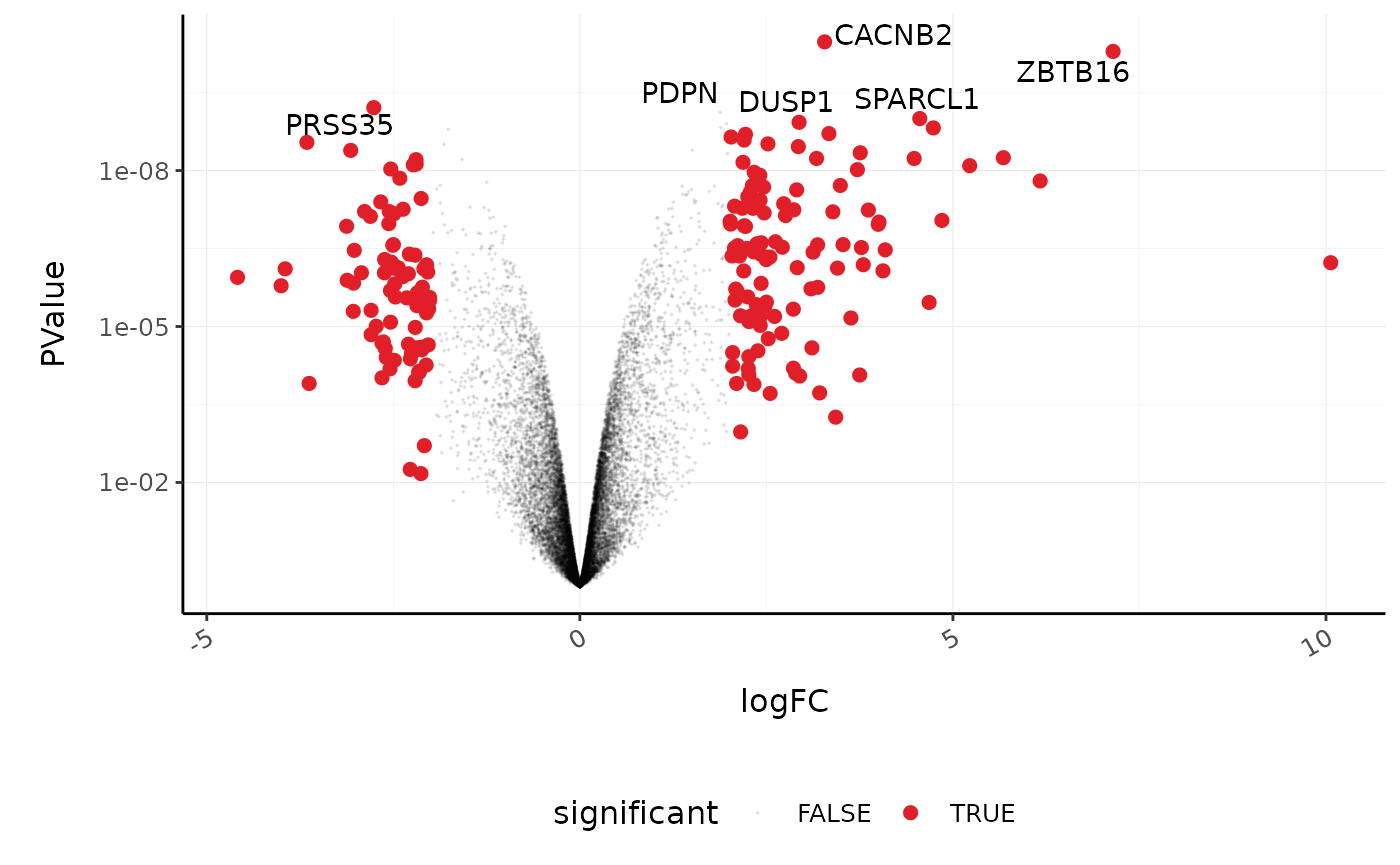 CACNB2
ZBTB16
PDPN
DUSP1
SPARCL1
PRSS35
1e-08
1e-05
1e-02
PValue
-5
0
5
10
logFC
significant FALSE TRUE